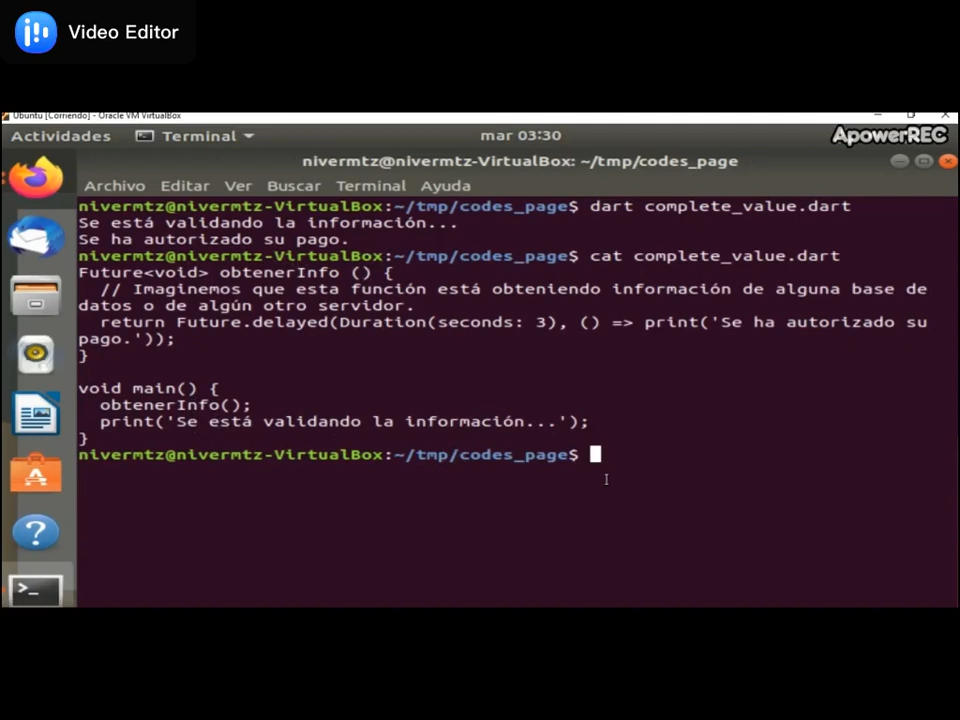 Video Editor
Ubuntu [Corriendo] - Oracle VM VirtualBox
Actividades Terminal mar 03:30 ApowerREC
nivermtz@nivermtz-VirtualBox: ~/tmp/codes_page
Archivo Editar Ver Buscar Terminal Ayuda
nivermtz@nivermtz-VirtualBox:~/tmp/codes_page$ dart complete_value.dart
Se está validando la información...
Se ha autorizado su pago.
nivermtz@nivermtz-VirtualBox:~/tmp/codes_page$ cat complete_value.dart
Future<void> obtenerInfo () {
  // Imaginemos que esta función está obteniendo información de alguna base de
datos o de algún otro servidor.
  return Future.delayed(Duration(seconds: 3), () => print('Se ha autorizado su
pago.'));
}
void main() {
  obtenerInfo();
  print('Se está validando la información...');
}
nivermtz@nivermtz-VirtualBox:~/tmp/codes_page$